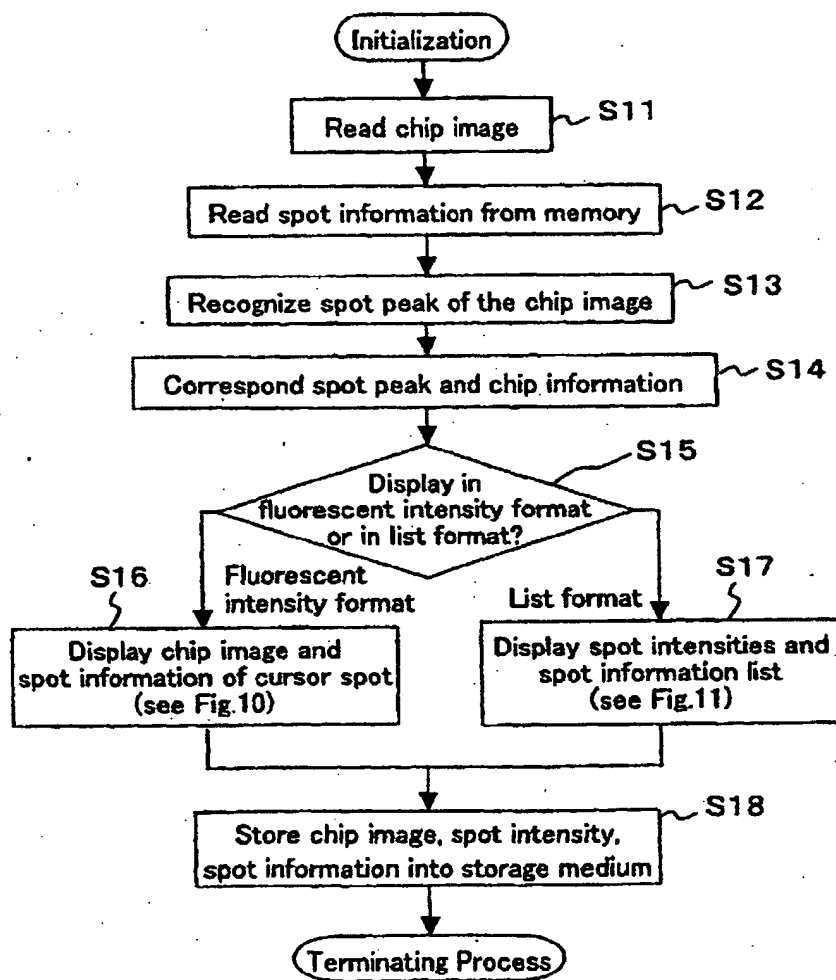 Initialization
Read chip image
S11
Read spot information from memory
S12
Recognize spot peak of the chip image
S13
Correspond spot peak and chip information
S14
S15
Display in
fluorescent intensity format
or in list format?
S16
Fluorescent
intensity format
List format
S17
Display chip image and
spot information of cursor spot
(see Fig.10)
Display spot intensities and
spot information list
(see Fig.11)
S18
Store chip image, spot intensity,
spot information into storage medium
Terminating Process